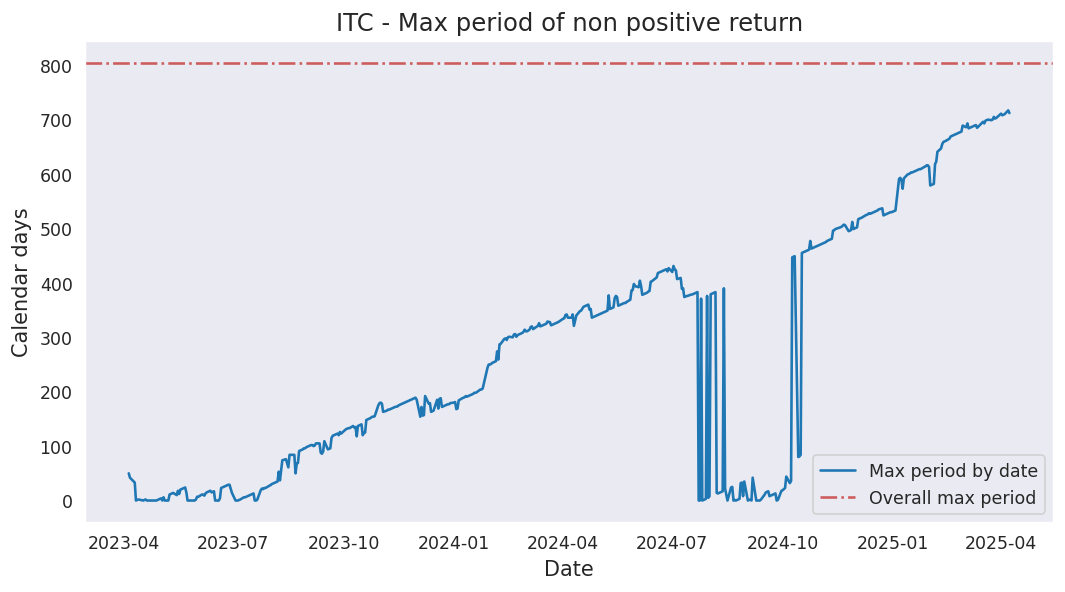 ITC - Max period of non positive return
Calendar days
800
700
600
500
400
300
200
100
0
Max period by date
Overall max period
2023-04 2023-07 2023-10 2024-01 2024-04 2024-07 2024-10 2025-01 2025-04
Date